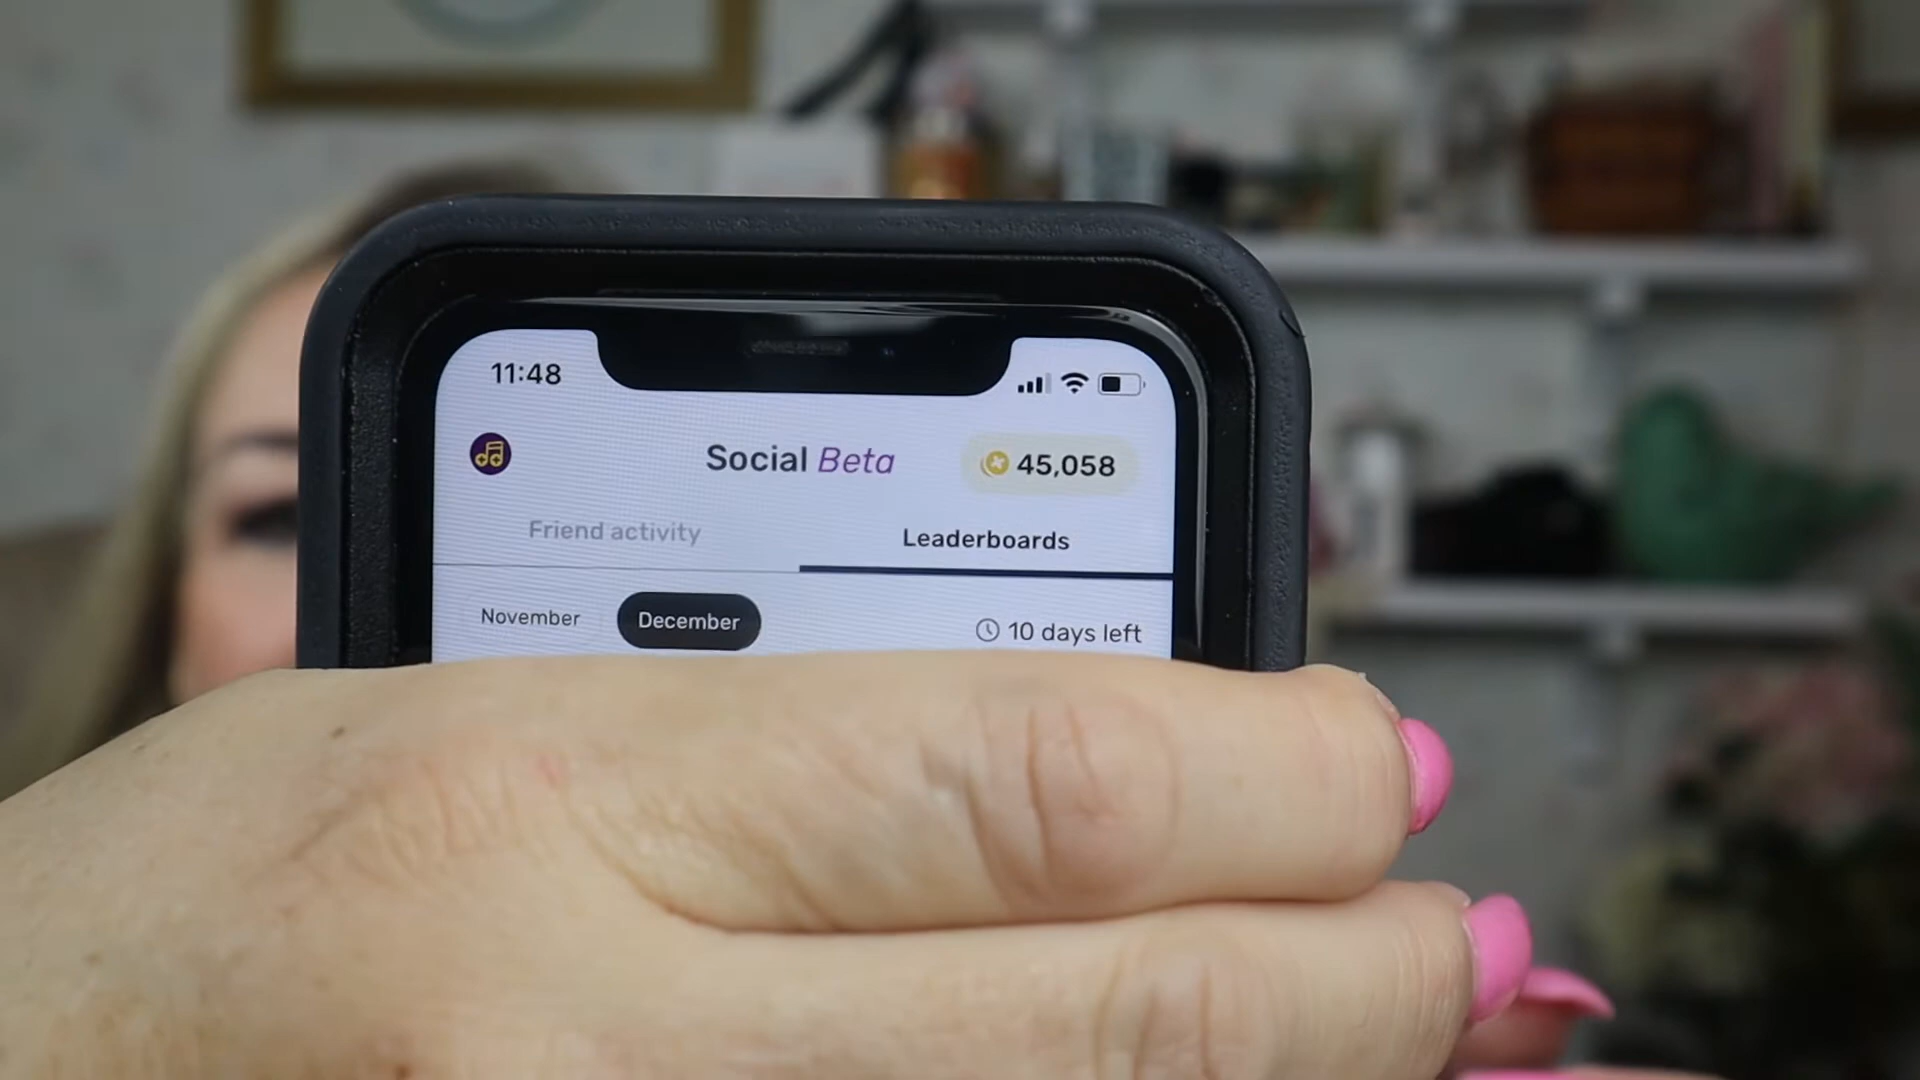 11:48
Social Beta
45,058
Friend activity
Leaderboards
November
December
10 days left